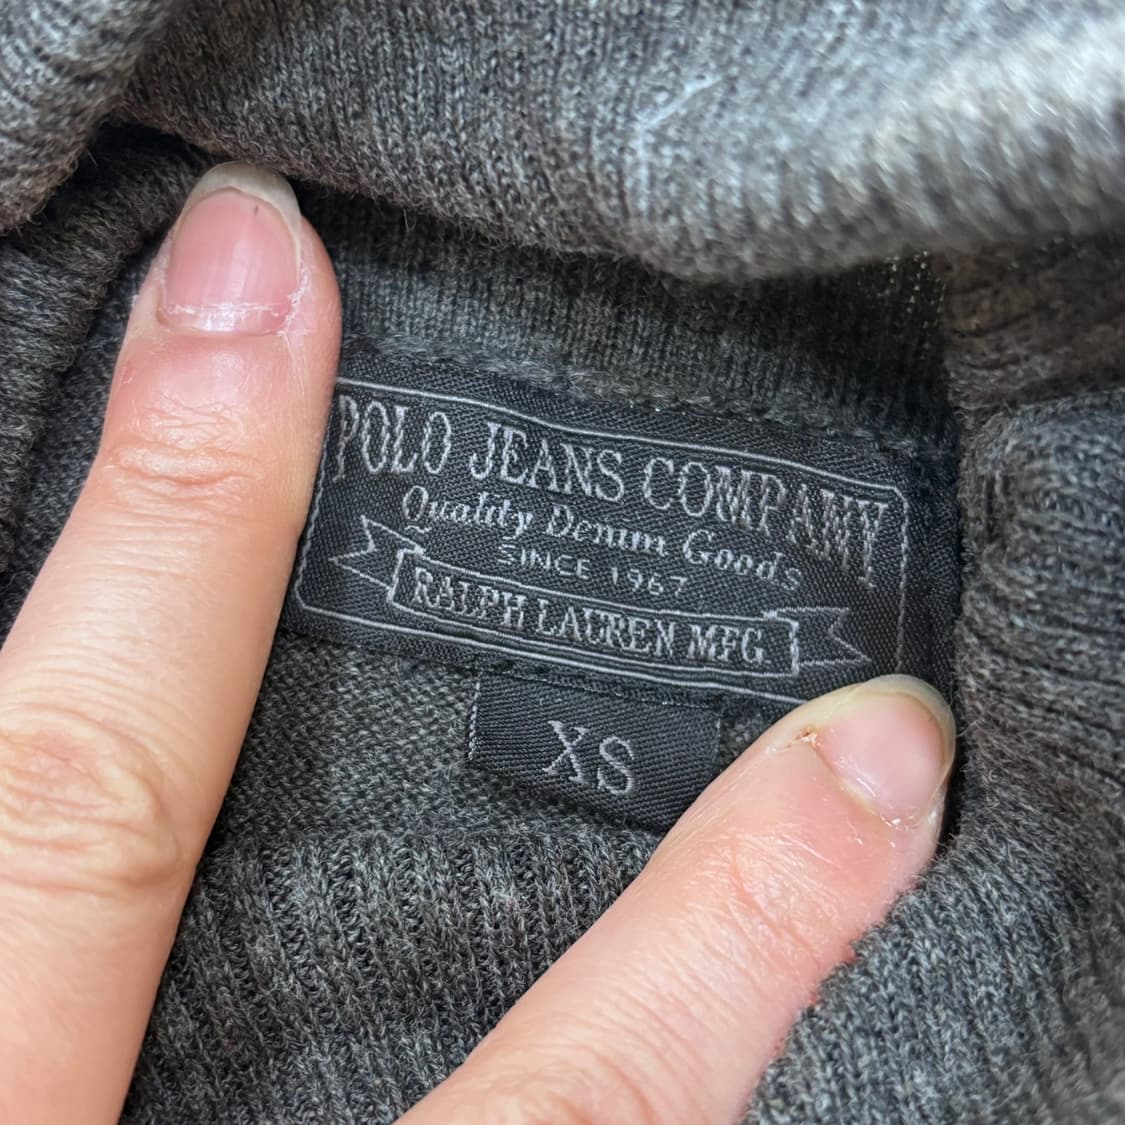 POLO JEANS COMPANY
Quality Denim Goods
SINCE 1967
RALPH LAUREN MFG
XS